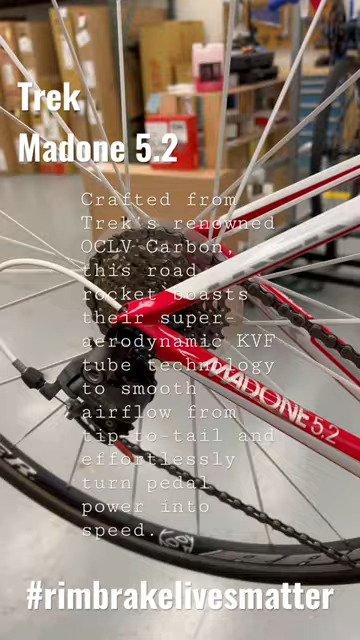 Trek
Madone 5.2
Crafted from
Trek's renowned
OCLV Carbon
this road
rocket boasts
their super-
aerodynamic KVF
tube technology
to smooth
airflow from
tip-to-tail and
effortlessly
turn pedal
power into
speed.
MADONE 5.2
#rimbrakelivesmatter